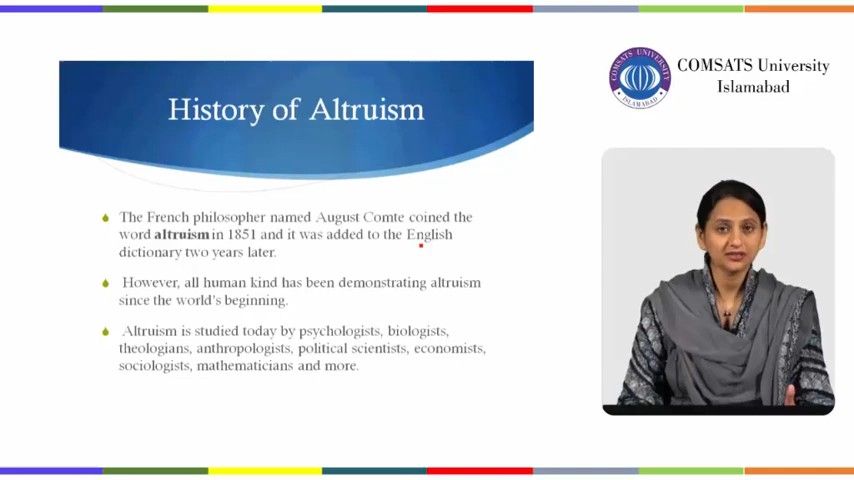 History of Altruism
The French philosopher named August Comte coined the
word altruism in 1851 and it was added to the English
dictionary two years later.
However, all human kind has been demonstrating altruism
since the world's beginning.
Altruism is studied today by psychologists, biologists,
theologians, anthropologists, political scientists, economists,
sociologists, mathematicians and more.
COMSATS UNIVERSITY
ISLAMABAD
COMSATS University
Islamabad